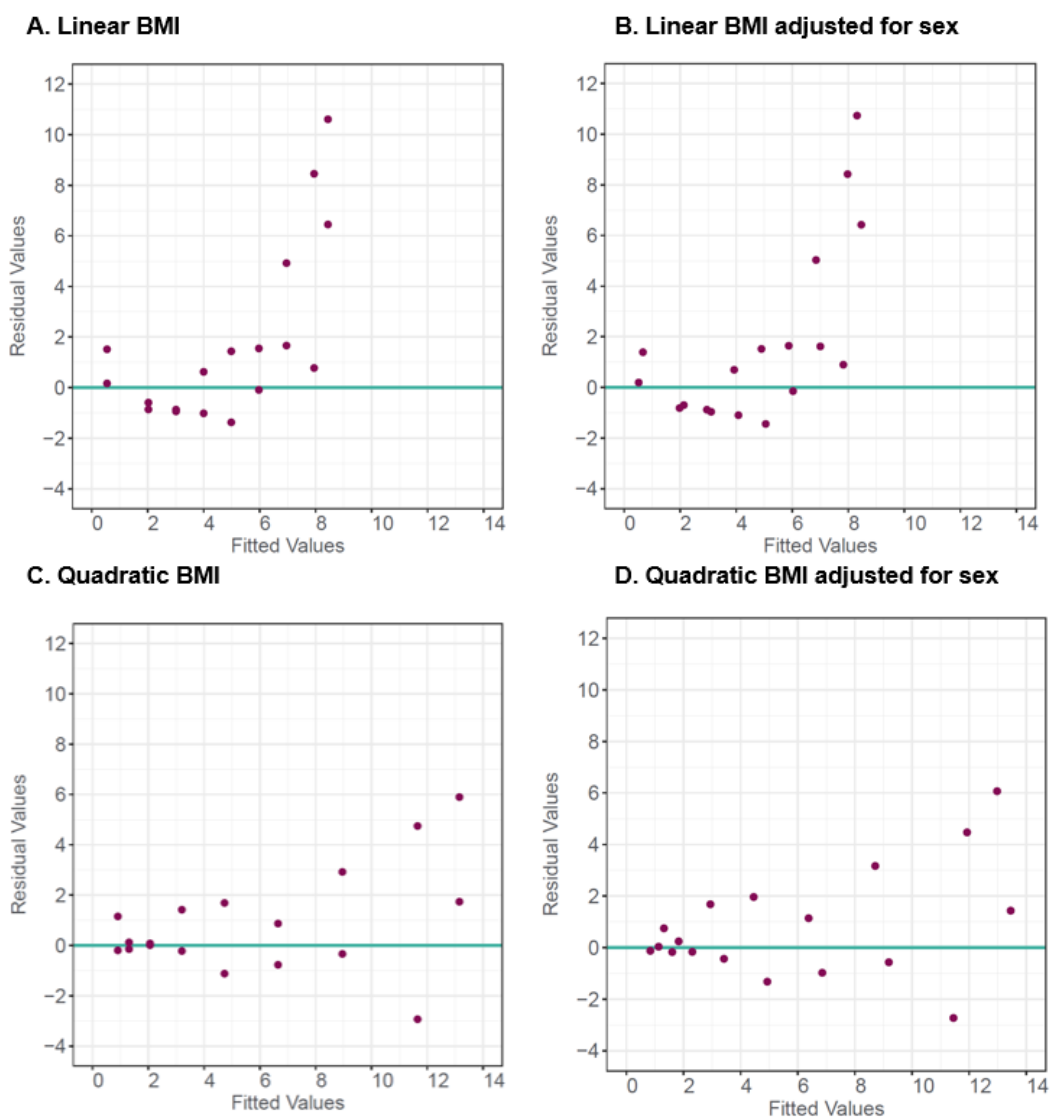 A. Linear BMI
12
10
8
6
4
2
0
−2
−4
0 2 4 6 8 10 12 14
Residual Values
Fitted Values
B. Linear BMI adjusted for sex
12
10
8
6
4
2
0
−2
−4
0 2 4 6 8 10 12 14
Residual Values
Fitted Values
C. Quadratic BMI
12
10
8
6
4
2
0
−2
−4
0 2 4 6 8 10 12 14
Residual Values
Fitted Values
D. Quadratic BMI adjusted for sex
12
10
8
6
4
2
0
−2
−4
0 2 4 6 8 10 12 14
Residual Values
Fitted Values